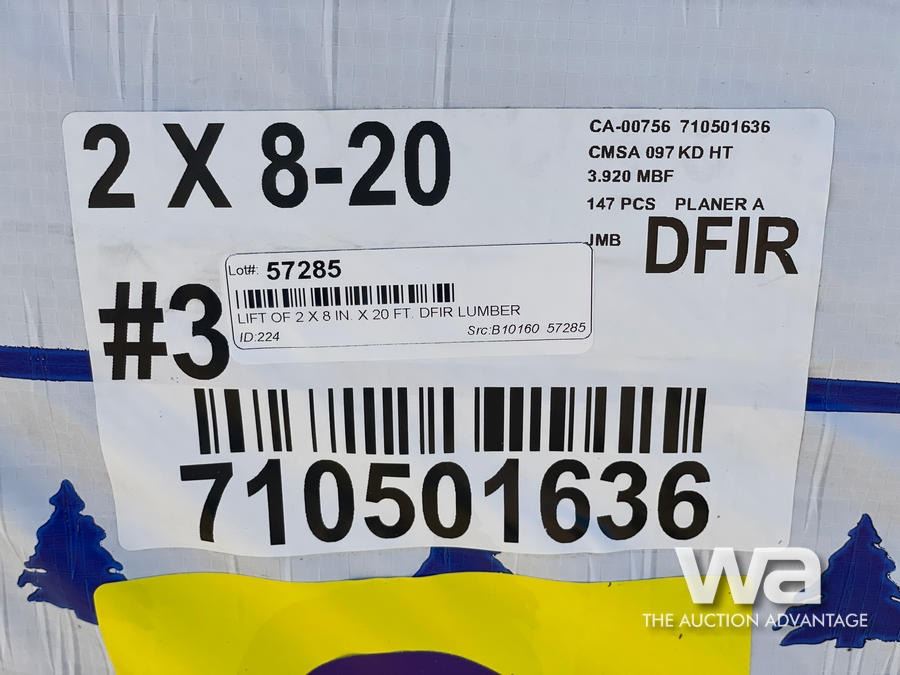 2 X 8-20
CA-00756 710501636
CMSA 097 KD HT
3.920 MBF
147 PCS PLANER A
JMB DFIR
#3
Lot#: 57285
LIFT OF 2 X 8 IN. X 20 FT. DFIR LUMBER
ID:224 Src:B10160 57285
710501636
wa
THE AUCTION ADVANTAGE